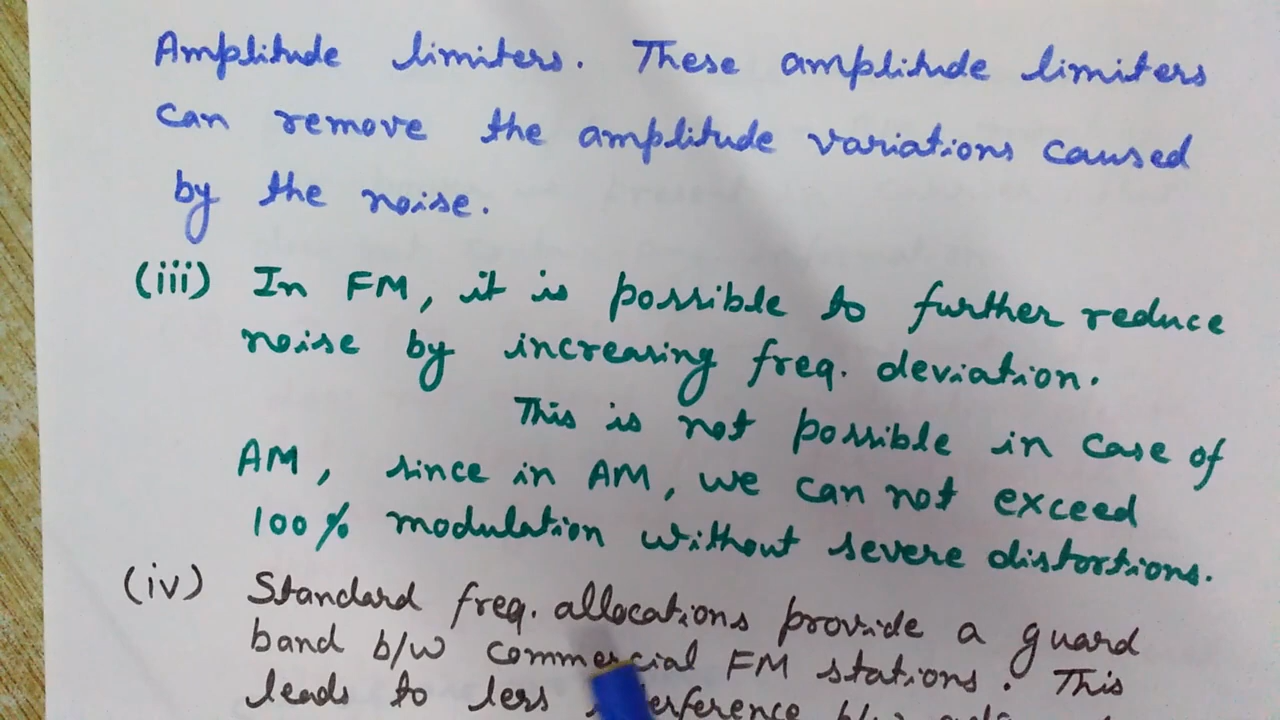 Amplitude limiters. These amplitude limiters
can remove the amplitude variations caused
by the noise.
(iii) In FM, it is possible to further reduce
noise by increasing freq. deviation.
This is not possible in case of
AM, since in AM, we can not exceed
100% modulation without severe distortions.
(iv) Standard freq. allocations provide a guard
band b/w commercial FM stations. This
leads to less b/w